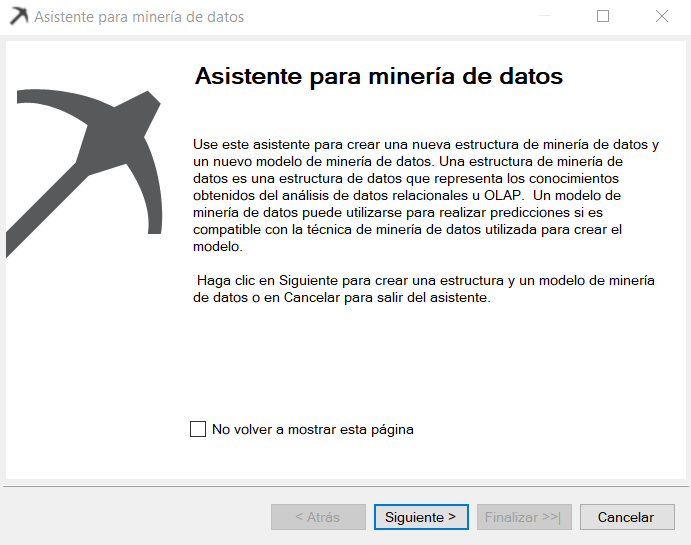 Asistente para minería de datos
Asistente para minería de datos
Use este asistente para crear una nueva estructura de minería de datos y
un nuevo modelo de minería de datos. Una estructura de minería de
datos es una estructura de datos que representa los conocimientos
obtenidos del análisis de datos relacionales u OLAP.  Un modelo de
minería de datos puede utilizarse para realizar predicciones si es
compatible con la técnica de minería de datos utilizada para crear el
modelo.
Haga clic en Siguiente para crear una estructura y un modelo de minería
de datos o en Cancelar para salir del asistente.
No volver a mostrar esta página
< Atrás Siguiente > Finalizar >>| Cancelar